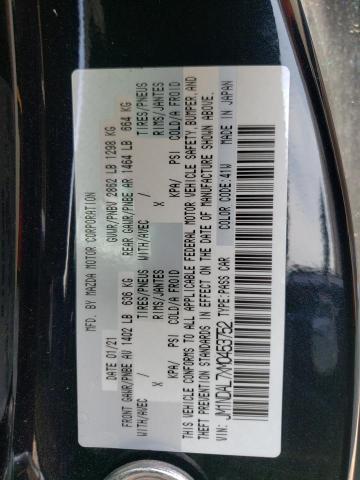 MFD. BY MAZDA MOTOR CORPORATION
DATE 01/21 GVWR/PNBV 2862 LB 1298 KG
FRONT GAWR/PNBE AV 1402 LB 636 KG REAR GAWR/PNBE AR 1464 LB 664 KG
WITH/AVEC / TIRES/PNEUS WITH/AVEC / TIRES/PNEUS
X RIMS/JANTES X RIMS/JANTES
KPA/ PSI COLD/A FROID KPA/ PSI COLD/A FROID
THIS VEHICLE CONFORMS TO ALL APPLICABLE FEDERAL MOTOR VEHICLE SAFETY, BUMPER, AND
THEFT PREVENTION STANDARDS IN EFFECT ON THE DATE OF MANUFACTURE SHOWN ABOVE.
VIN: JM1NDAL7XM0453752 TYPE: PASS CAR COLOR CODE: 41W MADE IN JAPAN